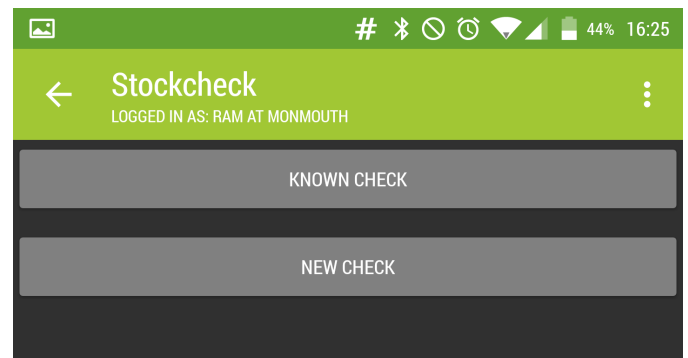 # 44% 16:25
Stockcheck
LOGGED IN AS: RAM AT MONMOUTH
KNOWN CHECK
NEW CHECK